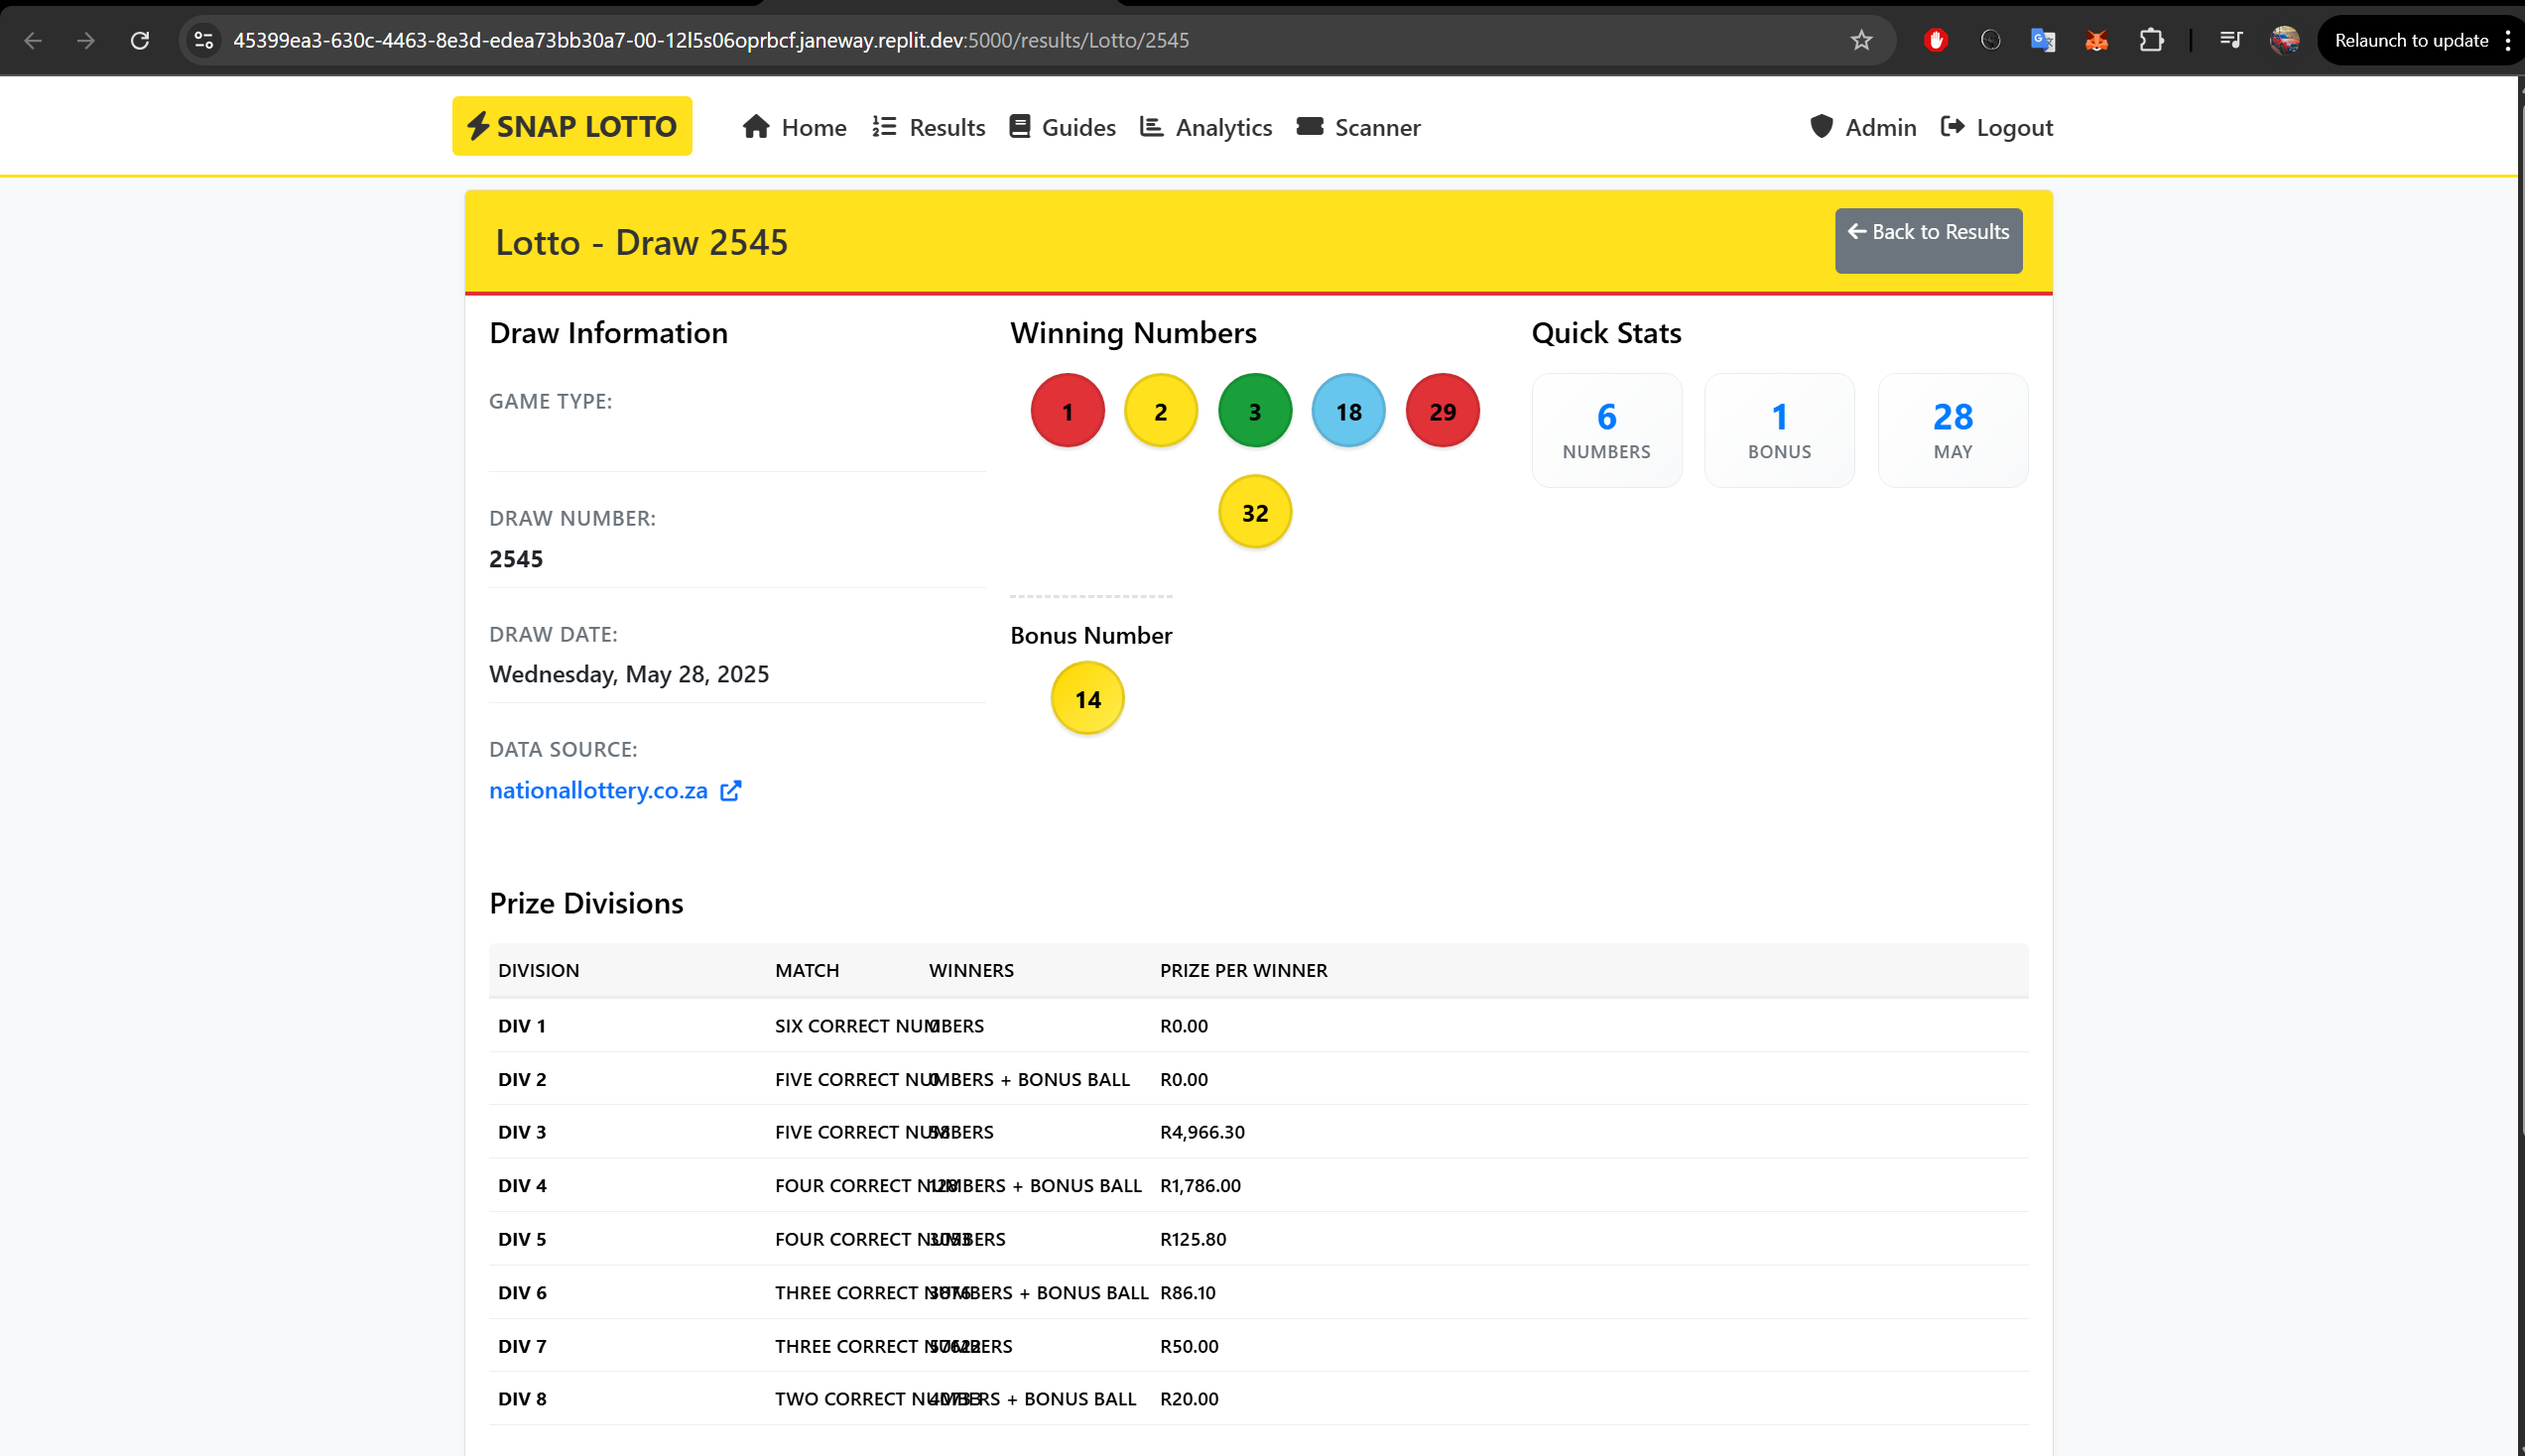 45399ea3-630c-4463-8e3d-edea73bb30a7-00-12l5s06oprbcf.janeway.replit.dev:5000/results/Lotto/2545
Relaunch to update
SNAP LOTTO Home Results Guides Analytics Scanner Admin Logout
Lotto - Draw 2545
Back to Results
Draw Information
GAME TYPE:
DRAW NUMBER:
2545
DRAW DATE:
Wednesday, May 28, 2025
DATA SOURCE:
nationallottery.co.za
Winning Numbers
1 2 3 18 29
32
Bonus Number
14
Quick Stats
6 1 28
NUMBERS BONUS MAY
Prize Divisions
DIVISION MATCH WINNERS PRIZE PER WINNER
DIV 1 SIX CORRECT NUMBERS 0 R0.00
DIV 2 FIVE CORRECT NUMBERS + BONUS BALL 0 R0.00
DIV 3 FIVE CORRECT NUMBERS R4,966.30
DIV 4 FOUR CORRECT NUMBERS + BONUS BALL R1,786.00
DIV 5 FOUR CORRECT NUMBERS R125.80
DIV 6 THREE CORRECT NUMBERS + BONUS BALL R86.10
DIV 7 THREE CORRECT NUMBERS R50.00
DIV 8 TWO CORRECT NUMBERS + BONUS BALL R20.00